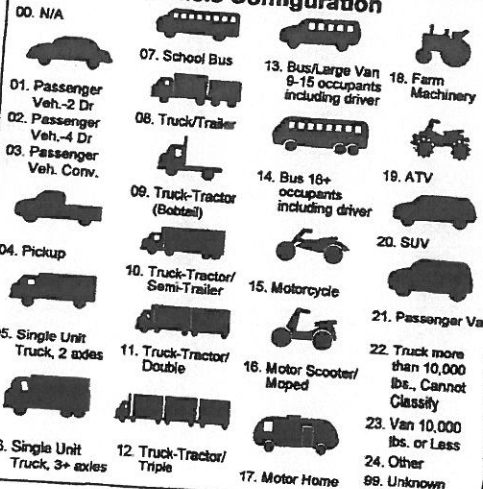 Configuration
00. N/A
01. Passenger
Veh.-2 Dr
02. Passenger
Veh.-4 Dr
03. Passenger
Veh. Conv.
04. Pickup
05. Single Unit
Truck, 2 axles
6. Single Unit
Truck, 3+ axles
07. School Bus
08. Truck/Trailer
09. Truck-Tractor
(Bobtail)
10. Truck-Tractor/
Semi-Trailer
11. Truck-Tractor/
Double
12. Truck-Tractor/
Triple
13. Bus/Large Van
9-15 occupants
including driver
14. Bus 16+
occupants
including driver
15. Motorcycle
16. Motor Scooter/
Moped
17. Motor Home
18. Farm
Machinery
19. ATV
20. SUV
21. Passenger Va
22. Truck more
than 10,000
lbs., Cannot
Classify
23. Van 10,000
lbs. or Less
24. Other
99. Unknown